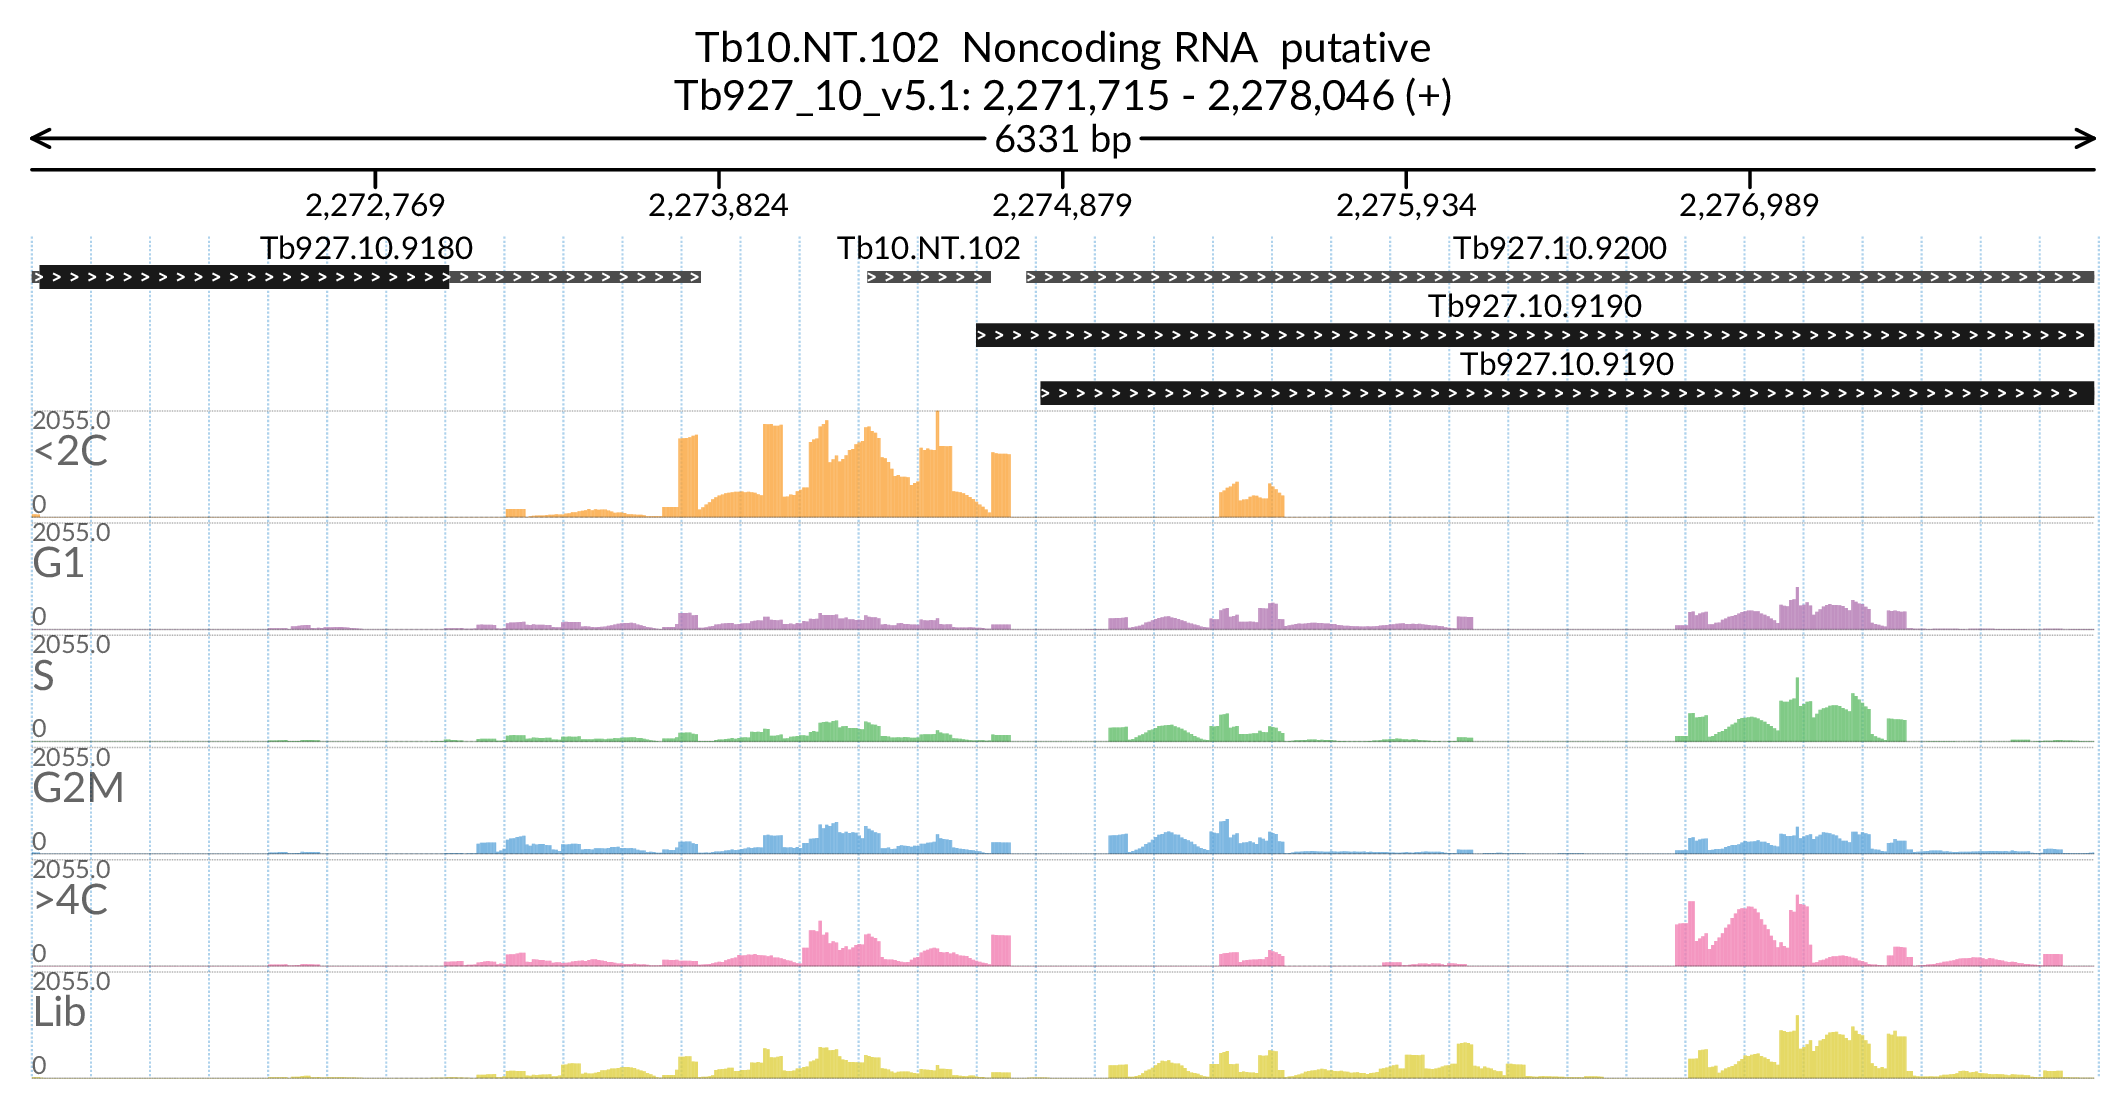 Tb10.NT.102  Noncoding RNA  putative
Tb927_10_v5.1: 2,271,715 - 2,278,046 (+)
6331 bp
2,272,769 2,273,824 2,274,879 2,275,934 2,276,989
Tb927.10.9180 Tb10.NT.102 Tb927.10.9200
Tb927.10.9190
Tb927.10.9190
2055.0
<2C
0
2055.0
G1
0
2055.0
S
0
2055.0
G2M
0
2055.0
>4C
0
2055.0
Lib
0